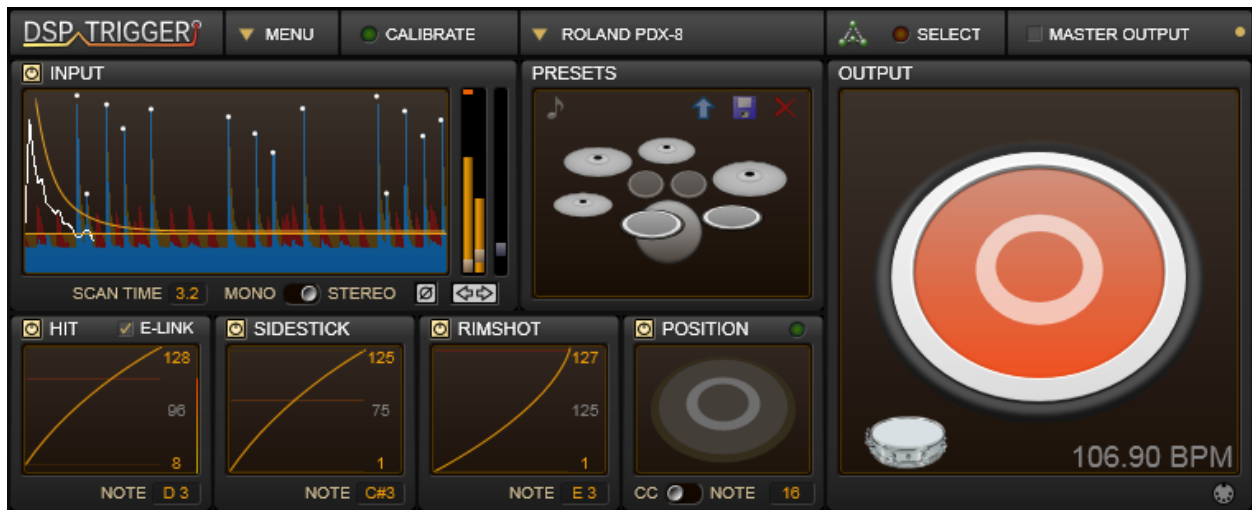 DSP TRIGGER MENU CALIBRATE ROLAND PDX-8 SELECT MASTER OUTPUT
INPUT PRESETS OUTPUT
SCAN TIME 3.2 MONO STEREO Ø
HIT E-LINK SIDESTICK RIMSHOT POSITION
128 125 127
96 75 125
8 1 1
106.90 BPM
NOTE D 3 NOTE C#3 NOTE E 3 CC NOTE 16